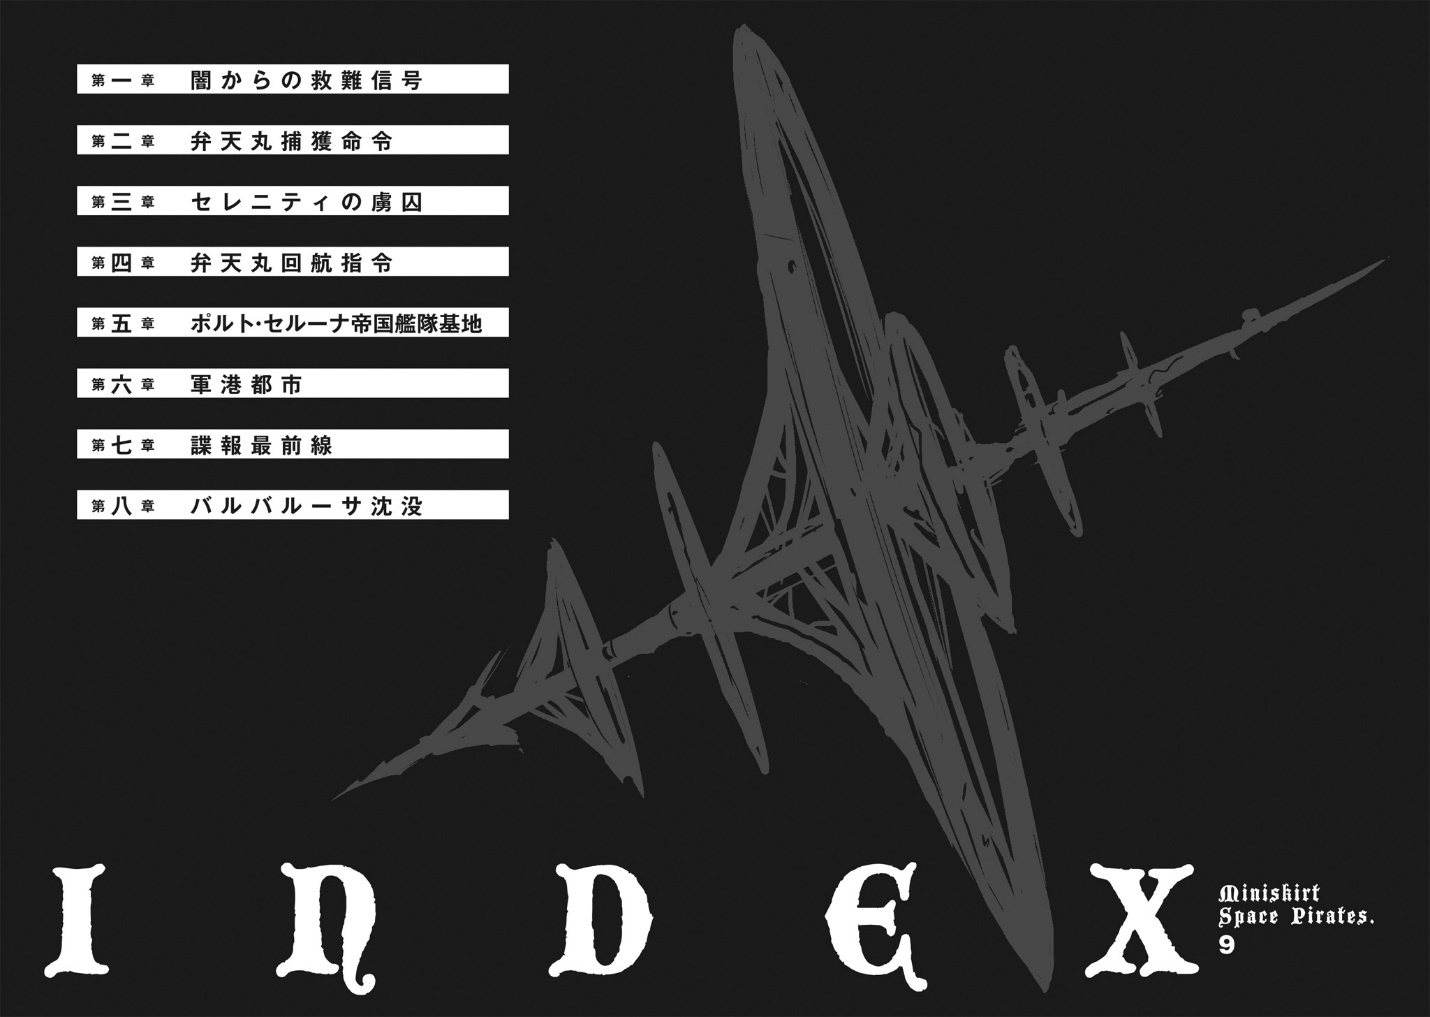 第一章 闇からの救難信号
第二章 弁天丸捕獲命令
第三章 セレニティの虜囚
第四章 弁天丸回航指令
第五章 ポルト・セルーナ帝国艦隊基地
第六章 軍港都市
第七章 諜報最前線
第八章 バルバルーサ沈没
INDEX
Miniskirt
Space Pirates.
9